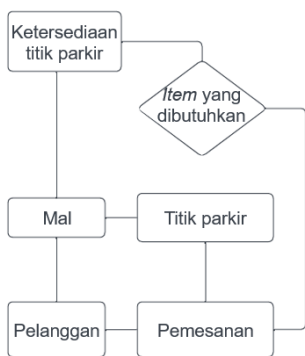 Ketersediaan
titik parkir
Item yang
dibutuhkan
Mal
Titik parkir
Pelanggan
Pemesanan